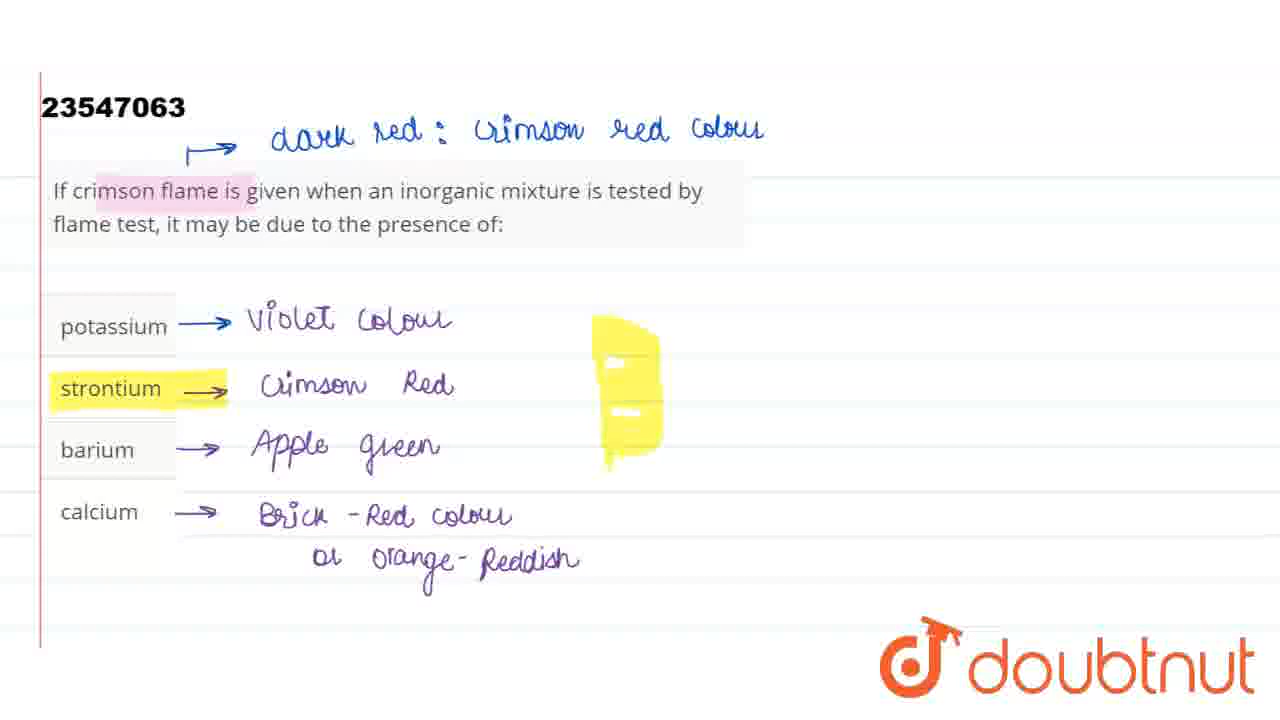 23547063
dark red: Crimson red colour
If crimson flame is given when an inorganic mixture is tested by
flame test, it may be due to the presence of:
potassium → Violet colour
strontium → Crimson Red
barium → Apple green
calcium → Brick-Red colour
or orange-Reddish
doubtnut